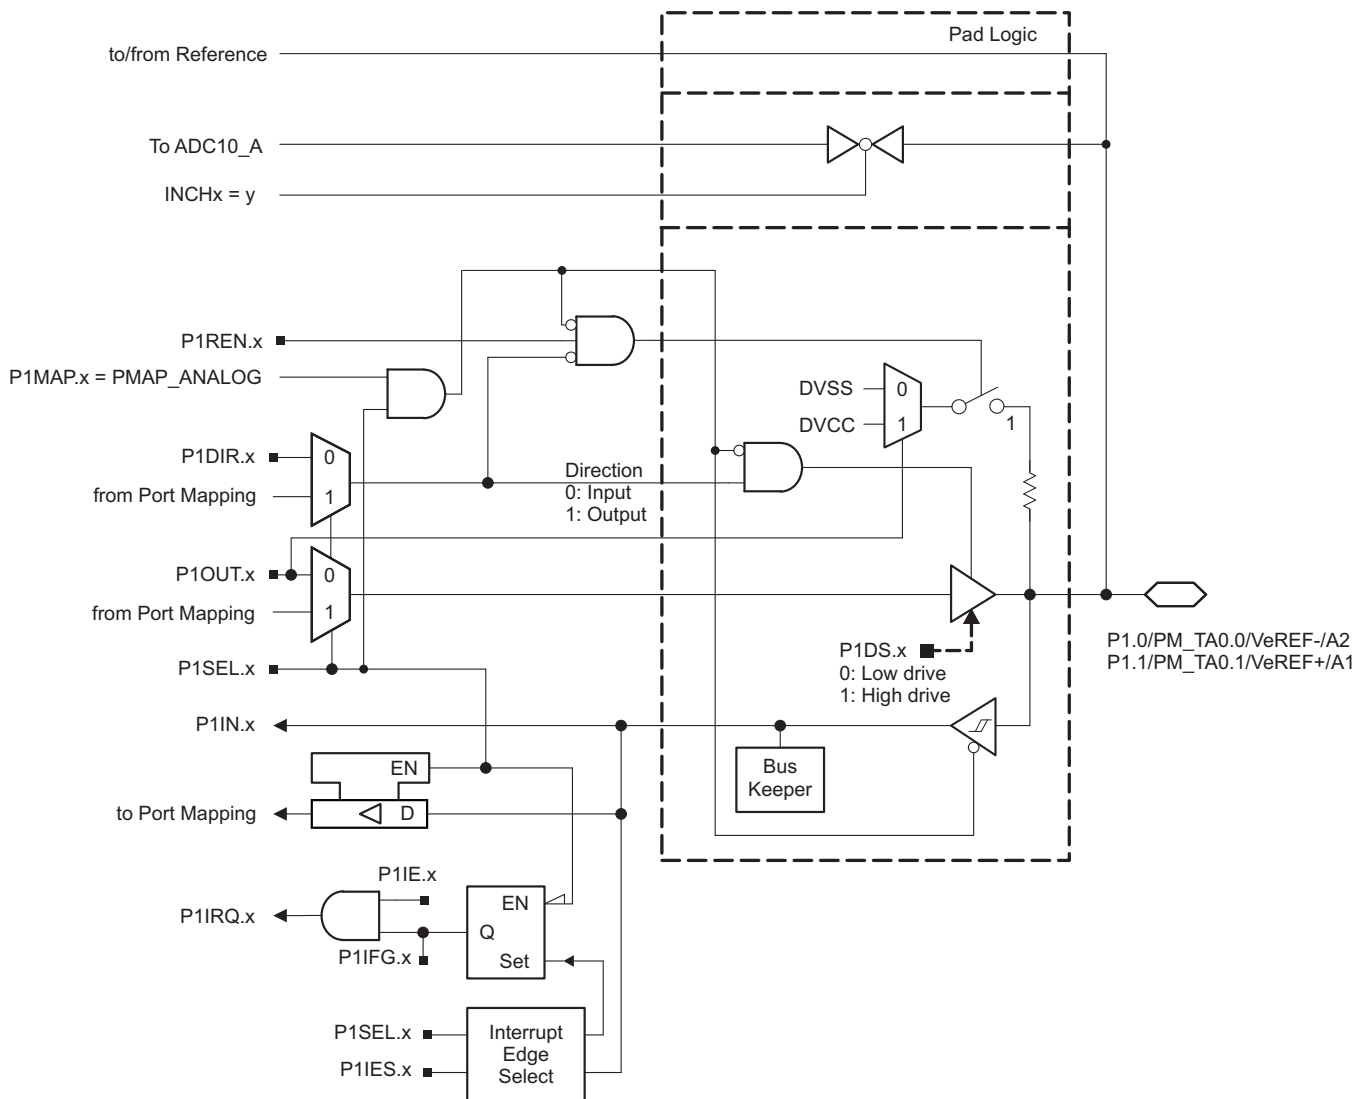 Pad Logic
to/from Reference
To ADC10_A
INCHx = y
P1REN.x
P1MAP.x = PMAP_ANALOG
DVSS
0
DVCC
1
1
P1DIR.x
0
from Port Mapping
1
Direction
0: Input
1: Output
P1OUT.x
0
from Port Mapping
1
P1DS.x
0: Low drive
1: High drive
P1.0/PM_TA0.0/VeREF-/A2
P1.1/PM_TA0.1/VeREF+/A1
P1SEL.x
P1IN.x
EN
Bus
Keeper
to Port Mapping
D
P1IE.x
P1IRQ.x
EN
Q
P1IFG.x
Set
P1SEL.x
P1IES.x
Interrupt
Edge
Select